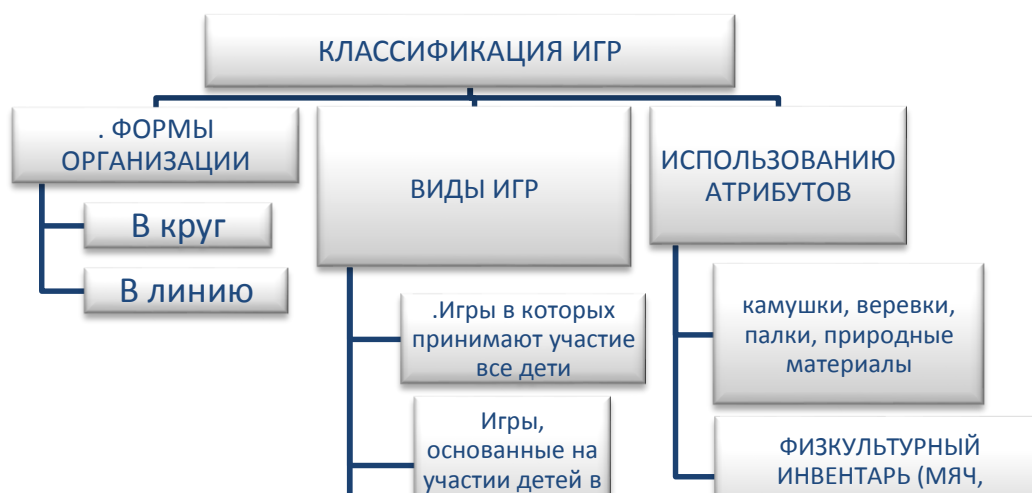 КЛАССИФИКАЦИЯ ИГР
. ФОРМЫ
ОРГАНИЗАЦИИ
В круг
В линию
ВИДЫ ИГР
.Игры в которых
принимают участие
все дети
Игры,
основанные на
участии детей в
ИСПОЛЬЗОВАНИЮ
АТРИБУТОВ
камушки, веревки,
палки, природные
материалы
ФИЗКУЛЬТУРНЫЙ
ИНВЕНТАРЬ (МЯЧ,